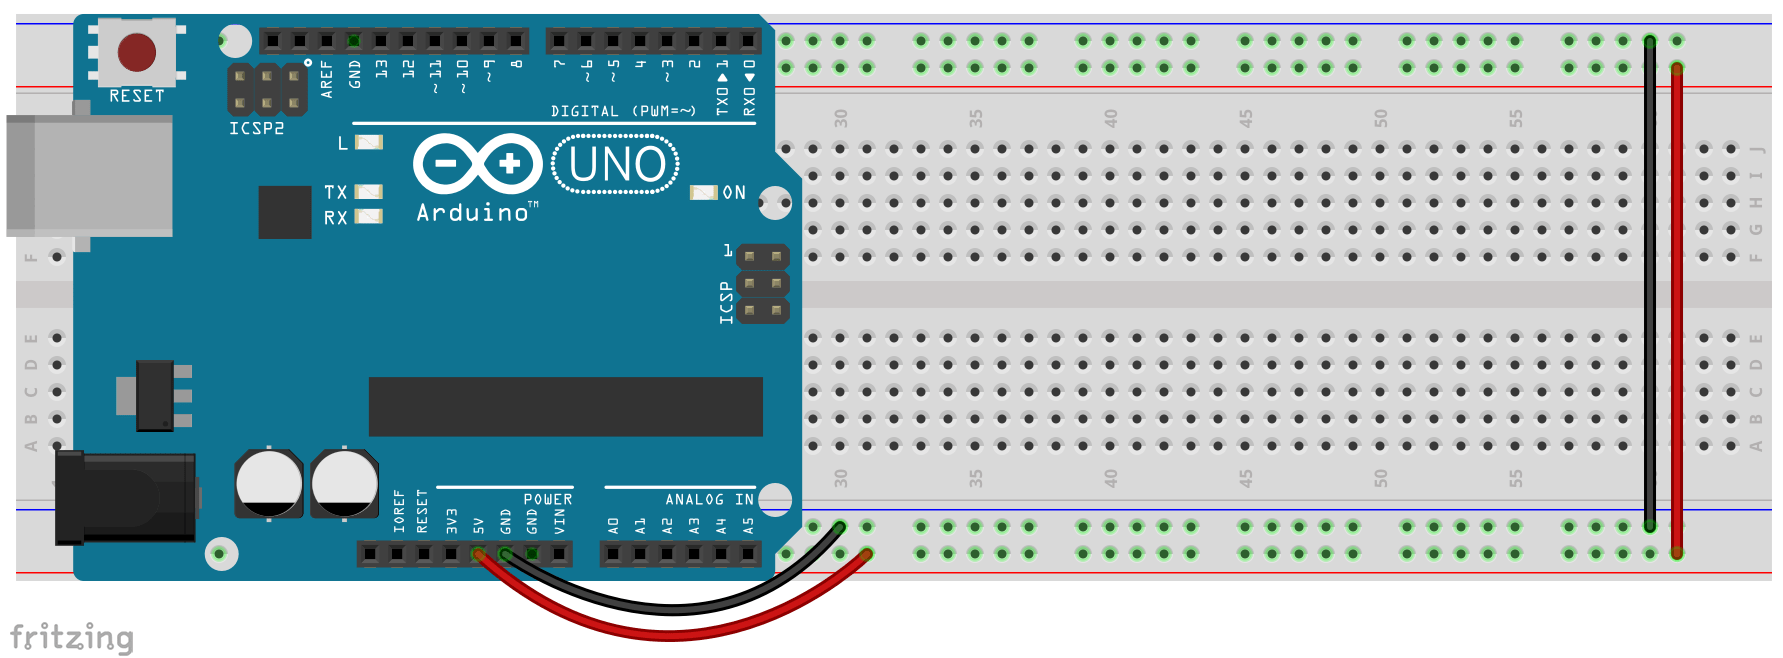 RESET
ICSP2
AREF
GND
13
12
~11
~10
~9
8
7
~6
~5
4
~3
2
TX0▶1
RX0◀0
DIGITAL (PWM=~)
L
TX
RX
UNO
Arduino™
ON
1
ICSP
30
35
40
45
50
55
J
I
H
G
F
F
E
D
C
B
A
E
D
C
B
A
30
35
40
45
50
55
IOREF
RESET
3V3
5V
GND
GND
VIN
POWER
ANALOG IN
A0
A1
A2
A3
A4
A5
fritzing